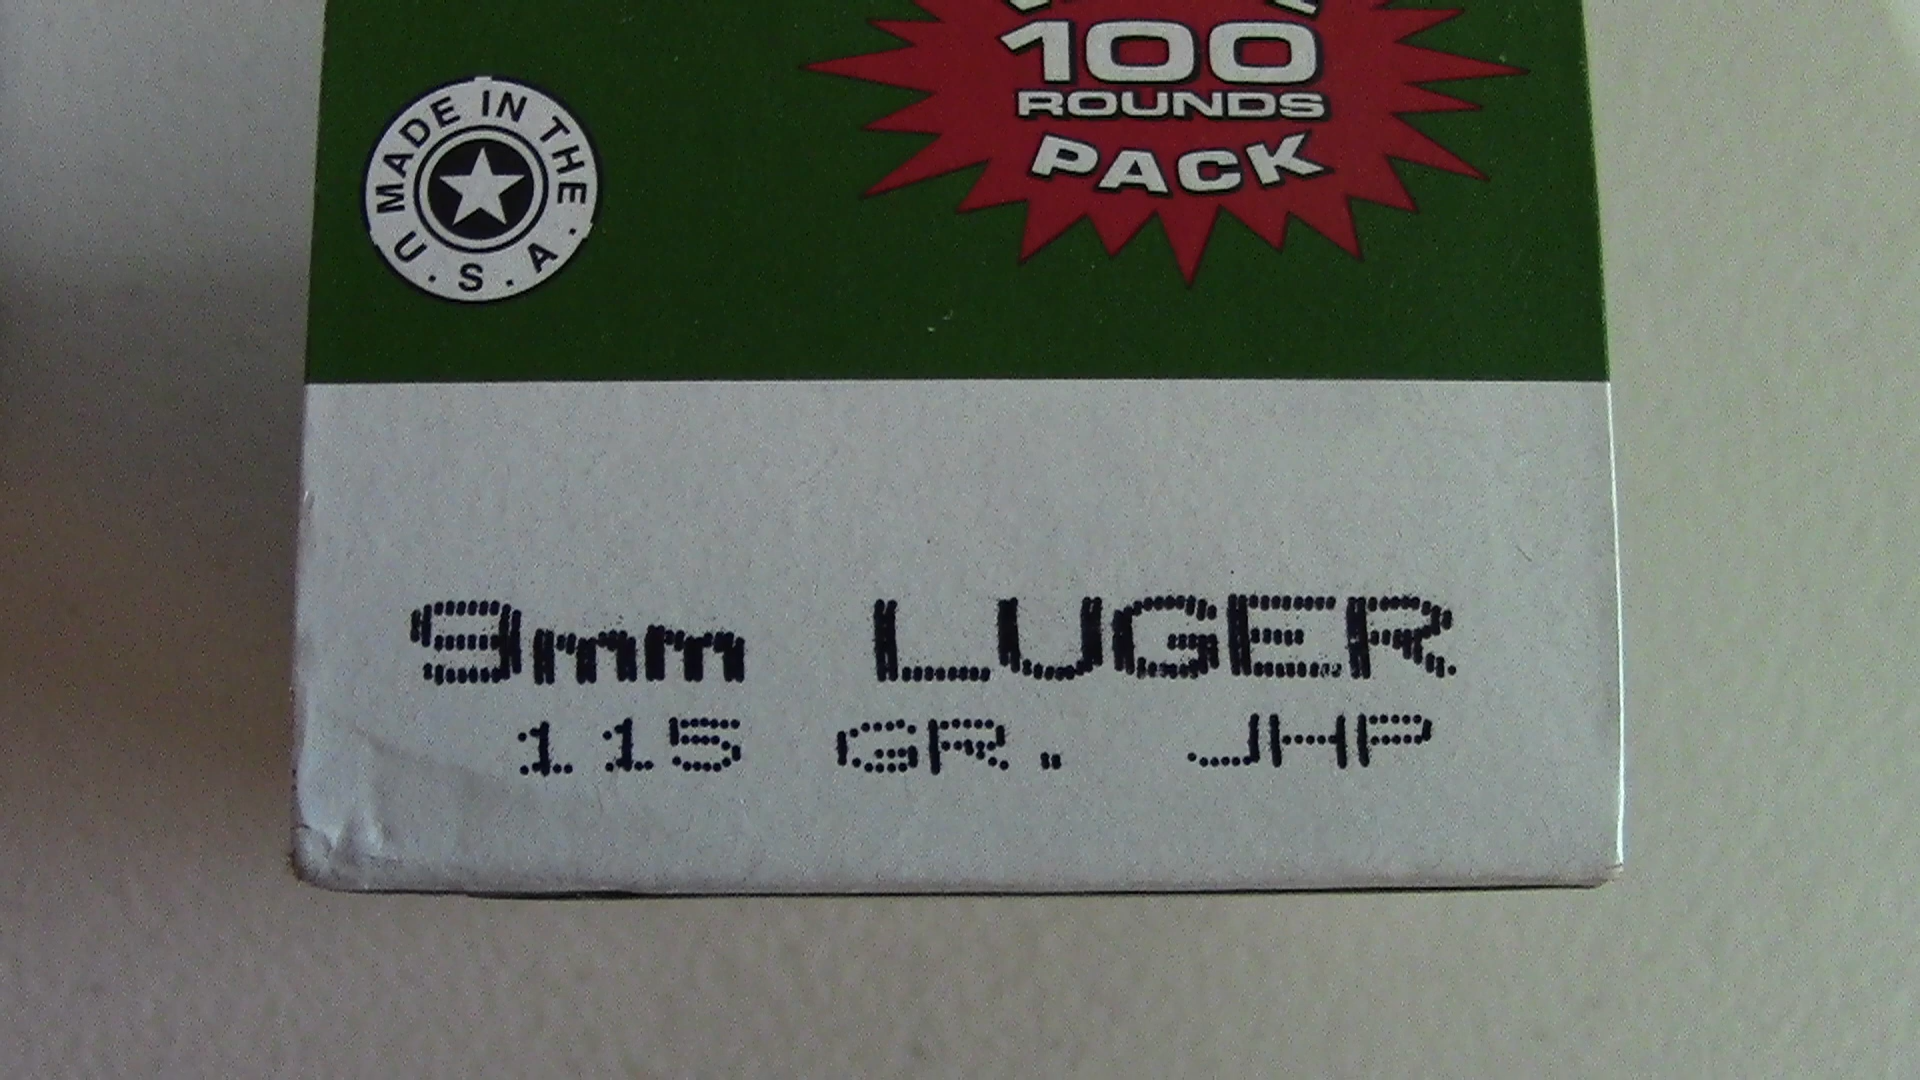 100
ROUNDS
PACK
MADE IN THE
U.S.A.
9mm LUGER
115 GR. JHP